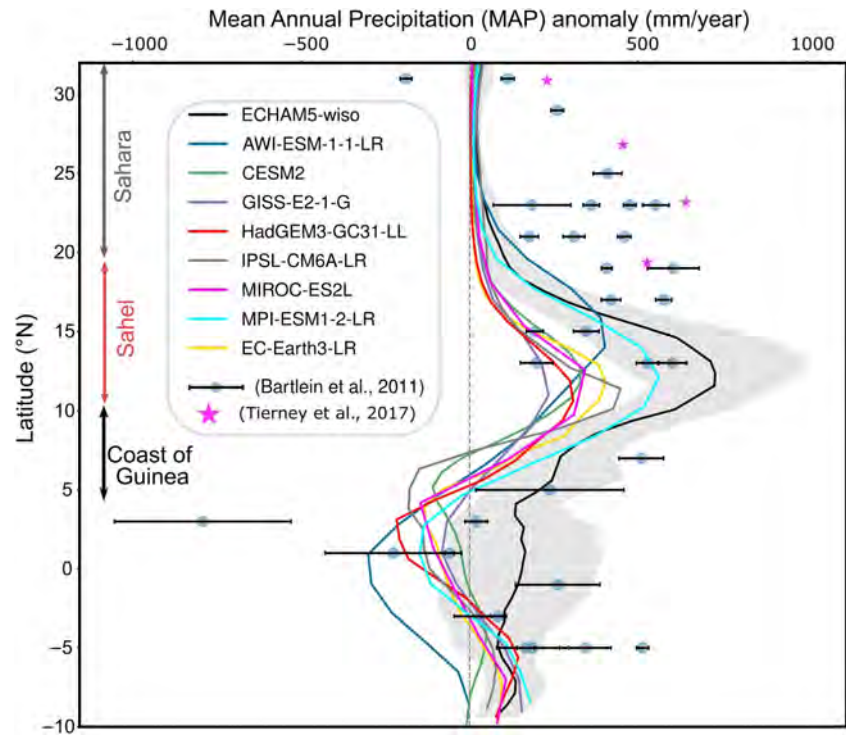 Mean Annual Precipitation (MAP) anomaly (mm/year)
−1000 −500 0 500 1000
Latitude (°N)
30
25
20
15
10
5
0
−5
−10
Sahara
Sahel
Coast of
Guinea
ECHAM5-wiso
AWI-ESM-1-1-LR
CESM2
GISS-E2-1-G
HadGEM3-GC31-LL
IPSL-CM6A-LR
MIROC-ES2L
MPI-ESM1-2-LR
EC-Earth3-LR
(Bartlein et al., 2011)
(Tierney et al., 2017)